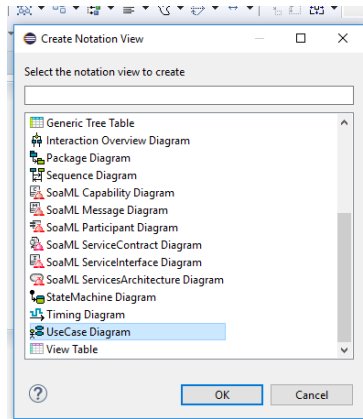 Create Notation View
Select the notation view to create
Generic Tree Table
Interaction Overview Diagram
Package Diagram
Sequence Diagram
SoaML Capability Diagram
SoaML Message Diagram
SoaML Participant Diagram
SoaML ServiceContract Diagram
SoaML ServiceInterface Diagram
SoaML ServicesArchitecture Diagram
StateMachine Diagram
Timing Diagram
UseCase Diagram
View Table
?
OK
Cancel